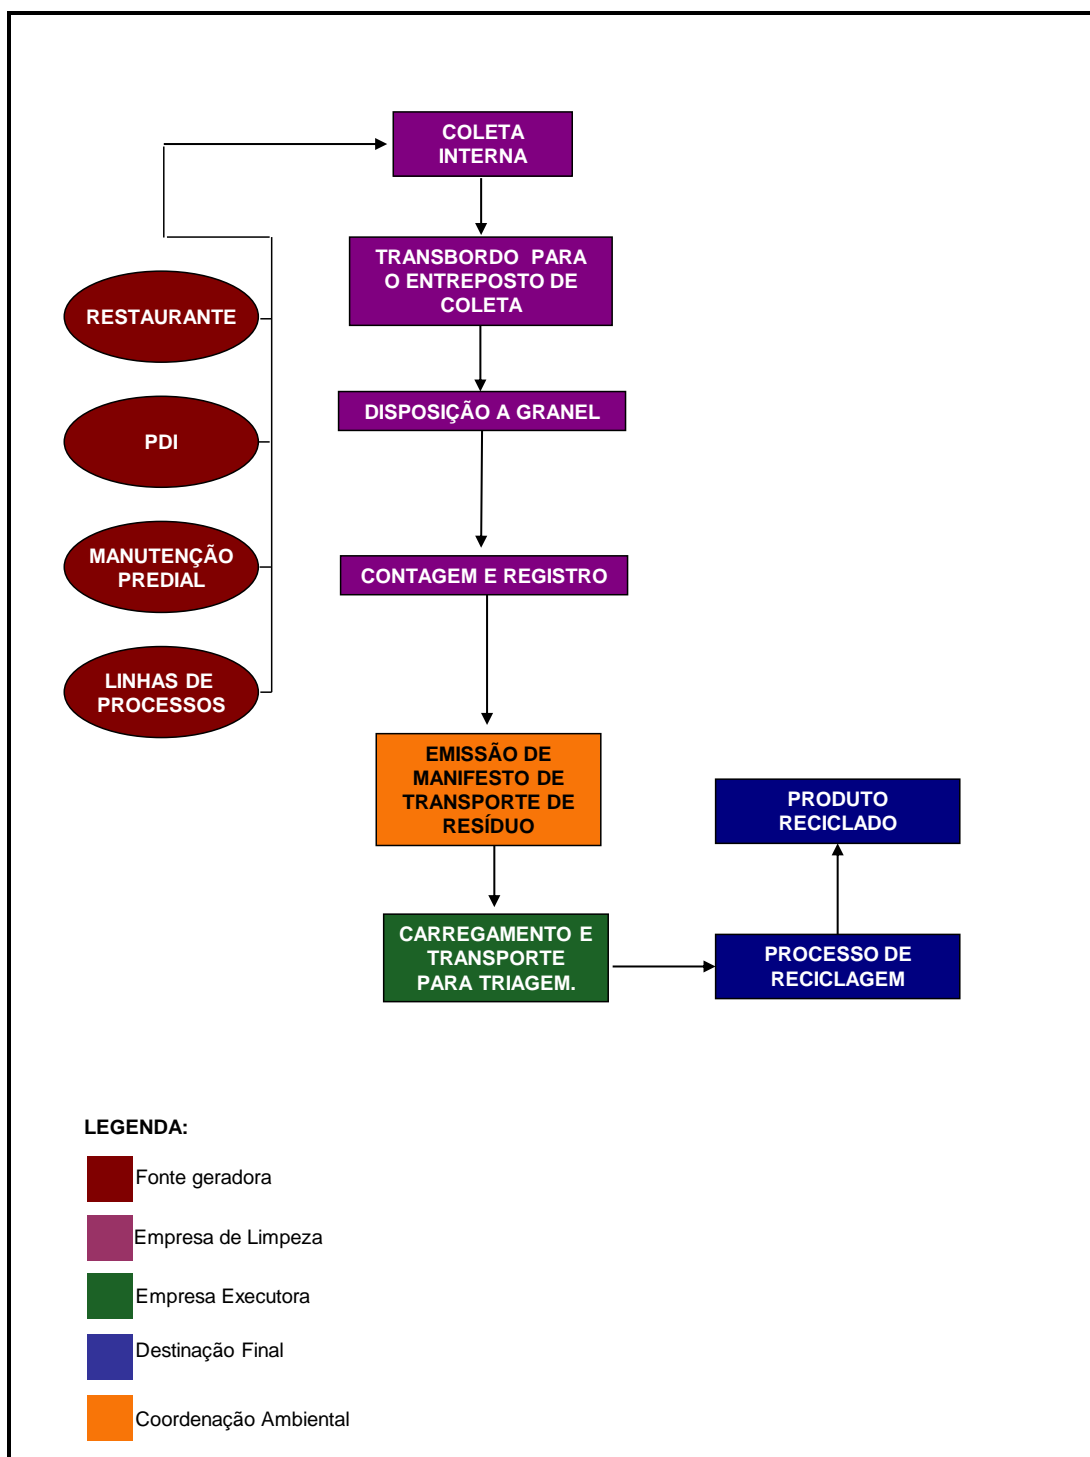 COLETA
INTERNA
TRANSBORDO PARA
O ENTREPOSTO DE
COLETA
RESTAURANTE
DISPOSIÇÃO A GRANEL
PDI
MANUTENÇÃO
PREDIAL
CONTAGEM E REGISTRO
LINHAS DE
PROCESSOS
EMISSÃO DE
MANIFESTO DE
TRANSPORTE DE
RESÍDUO
PRODUTO
RECICLADO
CARREGAMENTO E
TRANSPORTE
PARA TRIAGEM.
PROCESSO DE
RECICLAGEM
LEGENDA:
Fonte geradora
Empresa de Limpeza
Empresa Executora
Destinação Final
Coordenação Ambiental